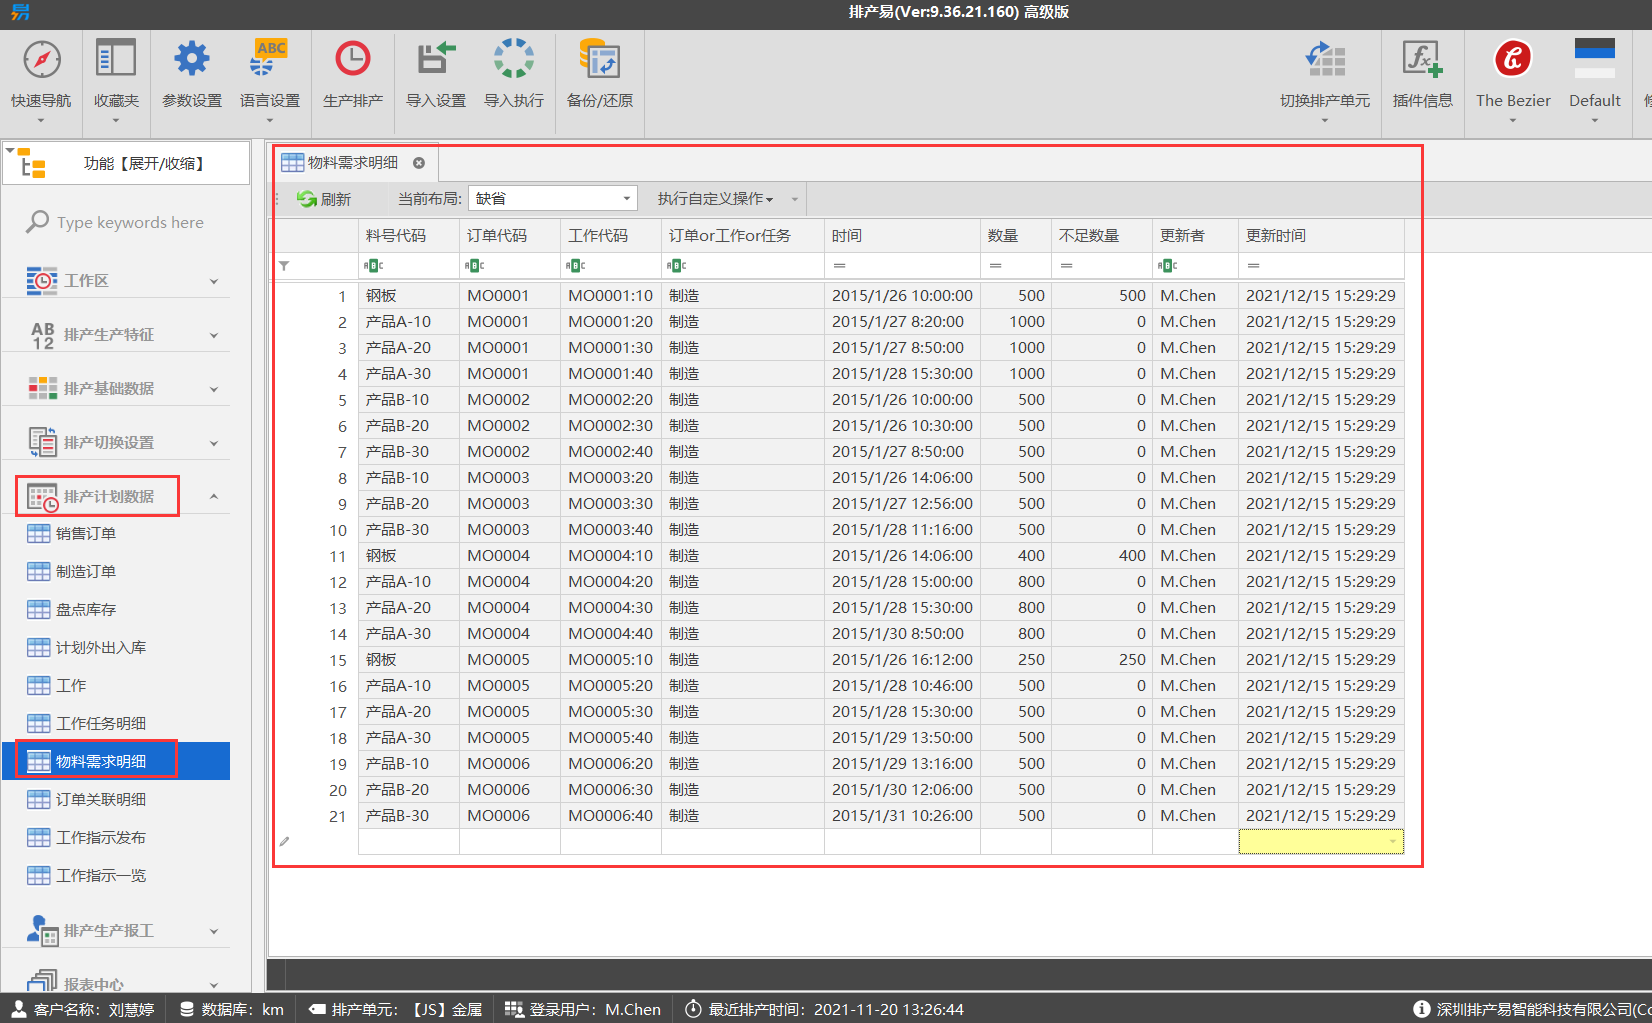 排产易(Ver:9.36.21.160) 高级版
快速导航 收藏夹 参数设置 语言设置 生产排产 导入设置 导入执行 备份/还原 切换排产单元 插件信息 The Bezier Default
功能【展开/收缩】
Type keywords here
工作区
排产生产特征
排产基础数据
排产切换设置
排产计划数据
销售订单
制造订单
盘点库存
计划外出入库
工作
工作任务明细
物料需求明细
订单关联明细
工作指示发布
工作指示一览
排产生产报工
报表中心
物料需求明细
刷新 当前布局: 缺省 执行自定义操作
料号代码 订单代码 工作代码 订单or工作or任务 时间 数量 不足数量 更新者 更新时间
1 钢板 MO0001 MO0001:10 制造 2015/1/26 10:00:00 500 500 M.Chen 2021/12/15 15:29:29
2 产品A-10 MO0001 MO0001:20 制造 2015/1/27 8:20:00 1000 0 M.Chen 2021/12/15 15:29:29
3 产品A-20 MO0001 MO0001:30 制造 2015/1/27 8:50:00 1000 0 M.Chen 2021/12/15 15:29:29
4 产品A-30 MO0001 MO0001:40 制造 2015/1/28 15:30:00 1000 0 M.Chen 2021/12/15 15:29:29
5 产品B-10 MO0002 MO0002:20 制造 2015/1/26 10:00:00 500 0 M.Chen 2021/12/15 15:29:29
6 产品B-20 MO0002 MO0002:30 制造 2015/1/26 10:30:00 500 0 M.Chen 2021/12/15 15:29:29
7 产品B-30 MO0002 MO0002:40 制造 2015/1/27 8:50:00 500 0 M.Chen 2021/12/15 15:29:29
8 产品B-10 MO0003 MO0003:20 制造 2015/1/26 14:06:00 500 0 M.Chen 2021/12/15 15:29:29
9 产品B-20 MO0003 MO0003:30 制造 2015/1/27 12:56:00 500 0 M.Chen 2021/12/15 15:29:29
10 产品B-30 MO0003 MO0003:40 制造 2015/1/28 11:16:00 500 0 M.Chen 2021/12/15 15:29:29
11 钢板 MO0004 MO0004:10 制造 2015/1/26 14:06:00 400 400 M.Chen 2021/12/15 15:29:29
12 产品A-10 MO0004 MO0004:20 制造 2015/1/28 15:00:00 800 0 M.Chen 2021/12/15 15:29:29
13 产品A-20 MO0004 MO0004:30 制造 2015/1/28 15:30:00 800 0 M.Chen 2021/12/15 15:29:29
14 产品A-30 MO0004 MO0004:40 制造 2015/1/30 8:50:00 800 0 M.Chen 2021/12/15 15:29:29
15 钢板 MO0005 MO0005:10 制造 2015/1/26 16:12:00 250 250 M.Chen 2021/12/15 15:29:29
16 产品A-10 MO0005 MO0005:20 制造 2015/1/28 10:46:00 500 0 M.Chen 2021/12/15 15:29:29
17 产品A-20 MO0005 MO0005:30 制造 2015/1/28 15:30:00 500 0 M.Chen 2021/12/15 15:29:29
18 产品A-30 MO0005 MO0005:40 制造 2015/1/29 13:50:00 500 0 M.Chen 2021/12/15 15:29:29
19 产品B-10 MO0006 MO0006:20 制造 2015/1/29 13:16:00 500 0 M.Chen 2021/12/15 15:29:29
20 产品B-20 MO0006 MO0006:30 制造 2015/1/30 12:06:00 500 0 M.Chen 2021/12/15 15:29:29
21 产品B-30 MO0006 MO0006:40 制造 2015/1/31 10:26:00 500 0 M.Chen 2021/12/15 15:29:29
客户名称: 刘慧婷 数据库: km 排产单元: 【JS】金属 登录用户: M.Chen 最近排产时间: 2021-11-20 13:26:44 深圳排产易智能科技有限公司(Co